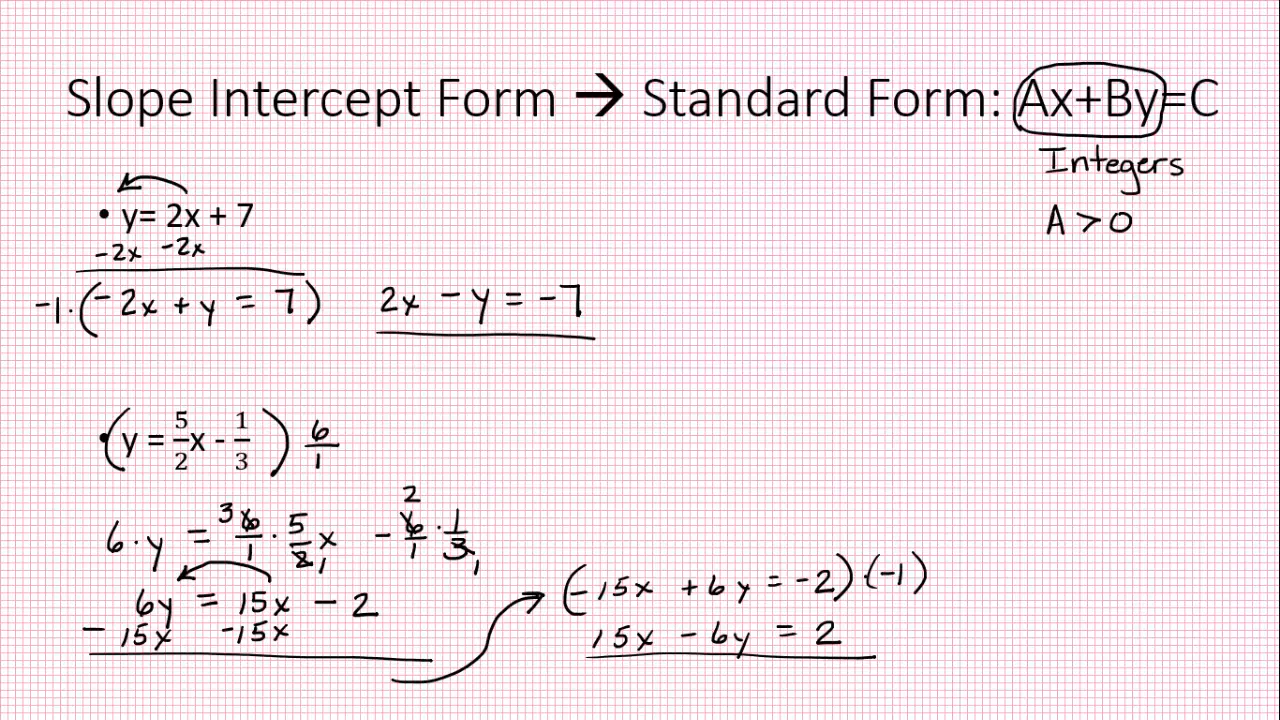 Slope Intercept Form → Standard Form: Ax+By=C
Integers
A > 0
• y= 2x + 7
-2x -2x
-1·(-2x + y = 7) 2x - y = -7
•(y = 5/2x - 1/3) 6/1
6·y = 3 6/1 · 5/2 1 x - 2 6/1 · 1/3 1
6y = 15x - 2
-15x -15x
(-15x + 6y = -2)·(-1)
15x - 6y = 2